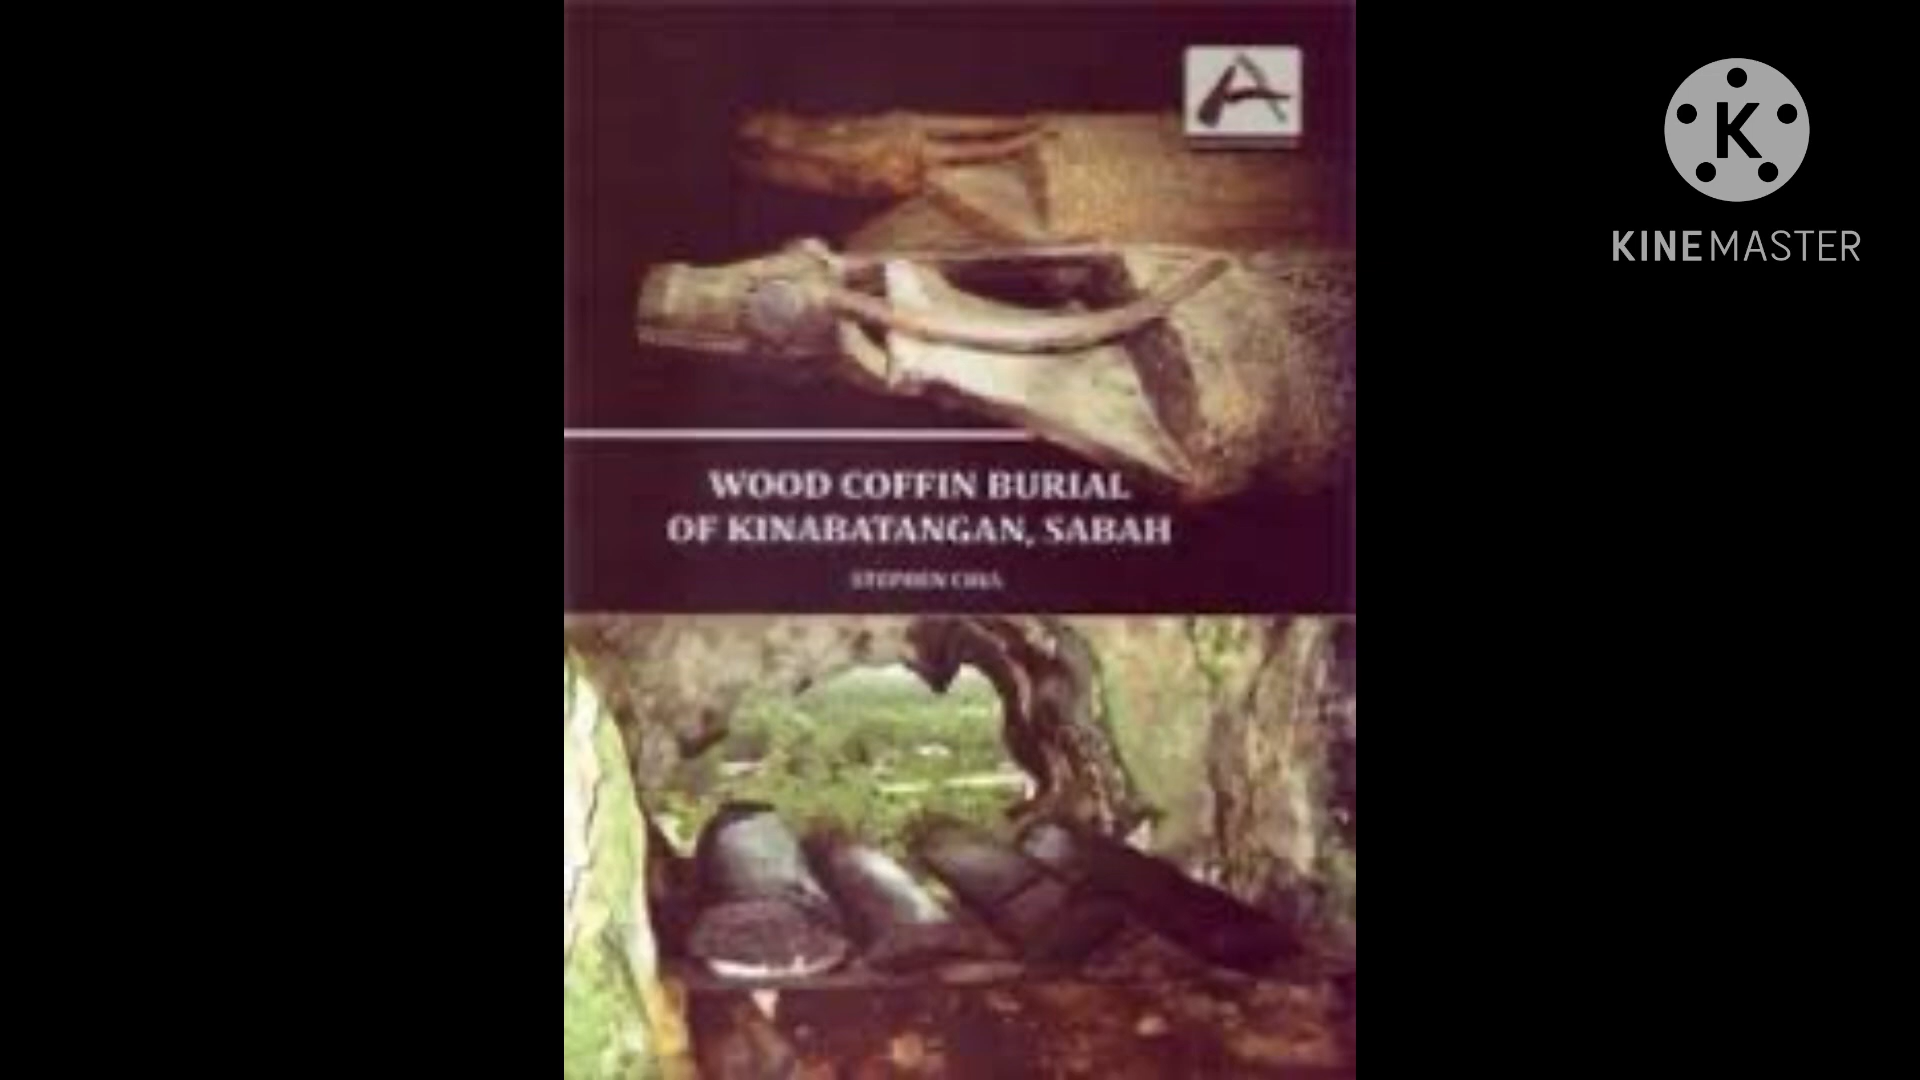 WOOD COFFIN BURIAL
OF KINABATANGAN, SABAH
STEPHEN CHIA
K
KINEMASTER